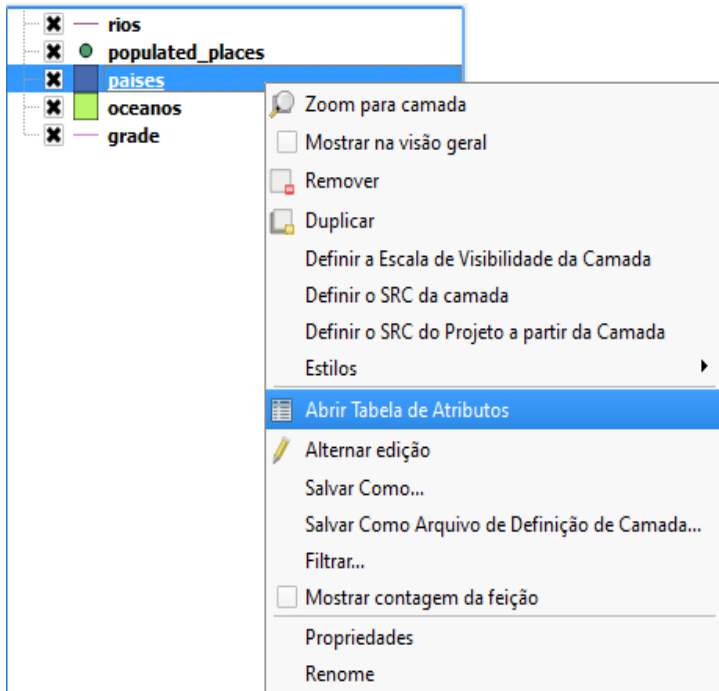 rios
populated_places
paises
oceanos
grade
Zoom para camada
Mostrar na visão geral
Remover
Duplicar
Definir a Escala de Visibilidade da Camada
Definir o SRC da camada
Definir o SRC do Projeto a partir da Camada
Estilos
Abrir Tabela de Atributos
Alternar edição
Salvar Como...
Salvar Como Arquivo de Definição de Camada...
Filtrar...
Mostrar contagem da feição
Propriedades
Renome